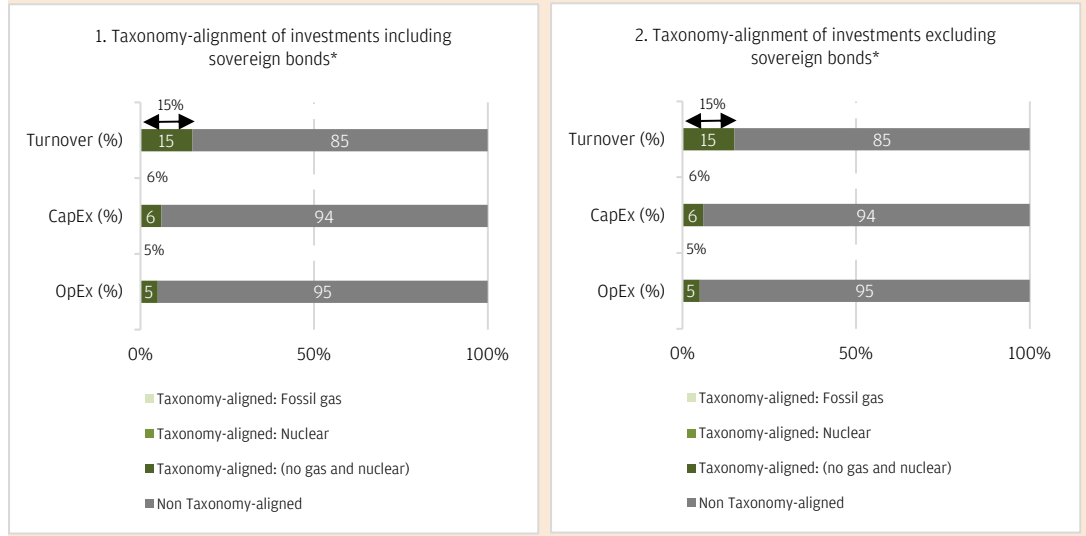 1. Taxonomy-alignment of investments including
sovereign bonds*
15%
Turnover (%)
15
85
6%
CapEx (%)
6
94
5%
OpEx (%)
5
95
0%
50%
100%
Taxonomy-aligned: Fossil gas
Taxonomy-aligned: Nuclear
Taxonomy-aligned: (no gas and nuclear)
Non Taxonomy-aligned
2. Taxonomy-alignment of investments excluding
sovereign bonds*
15%
Turnover (%)
15
85
6%
CapEx (%)
6
94
5%
OpEx (%)
5
95
0%
50%
100%
Taxonomy-aligned: Fossil gas
Taxonomy-aligned: Nuclear
Taxonomy-aligned: (no gas and nuclear)
Non Taxonomy-aligned